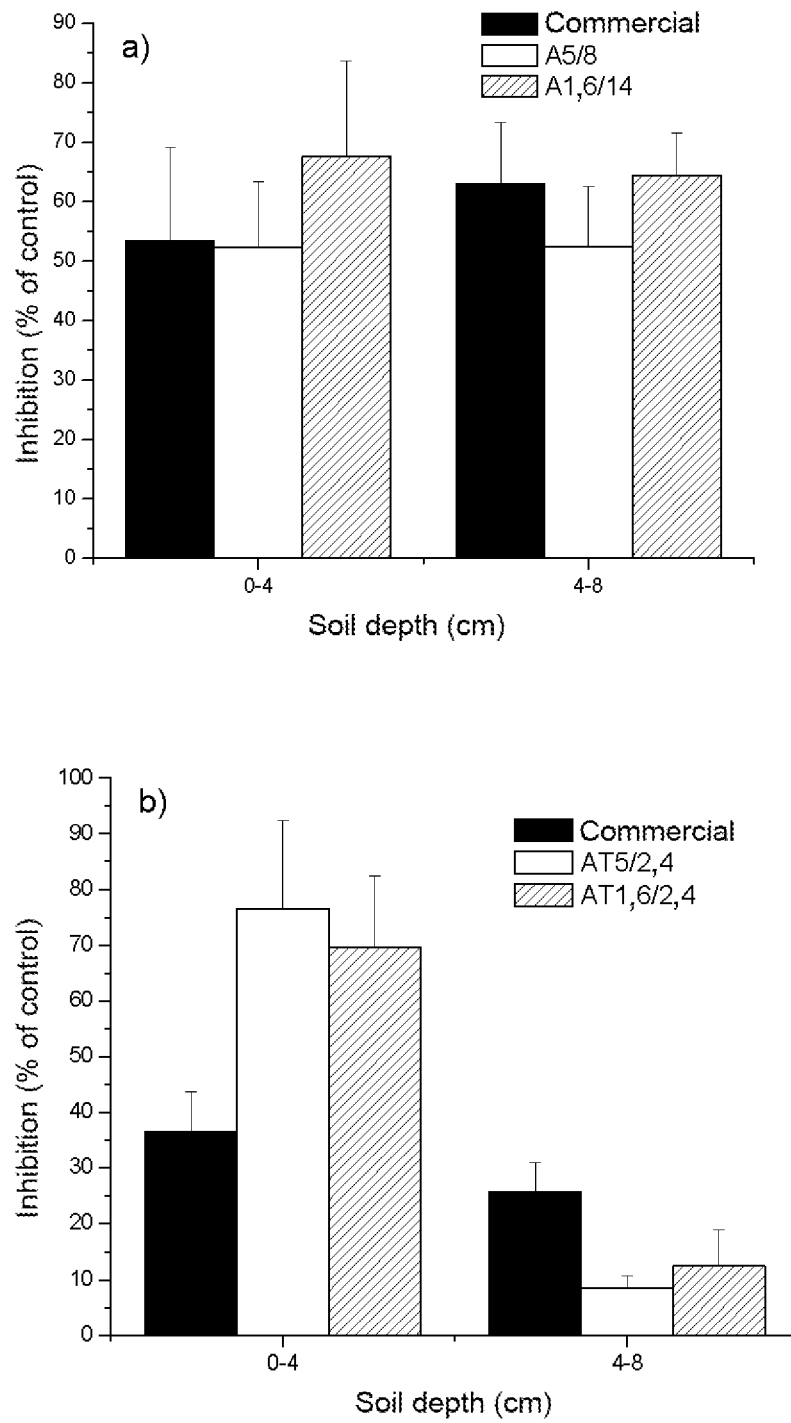 a)
Commercial
A5/8
A1,6/14
90
80
70
60
50
40
30
20
10
0
Inhibition (% of control)
0-4
4-8
Soil depth (cm)
b)
Commercial
AT5/2,4
AT1,6/2,4
100
90
80
70
60
50
40
30
20
10
0
Inhibition (% of control)
0-4
4-8
Soil depth (cm)